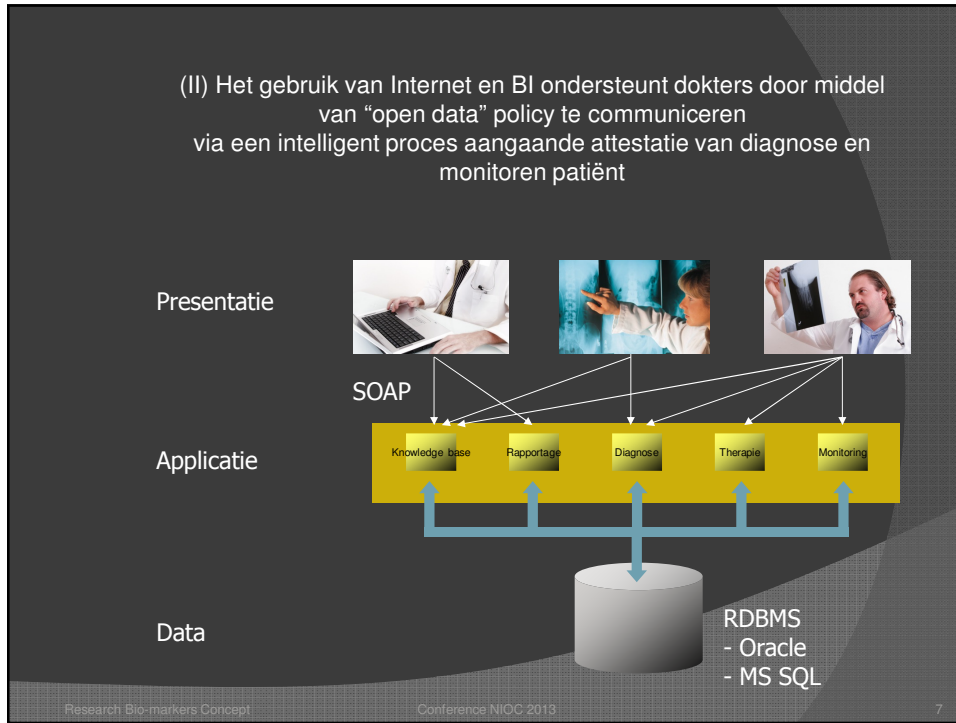 (II) Het gebruik van Internet en BI ondersteunt dokters door middel
van “open data” policy te communiceren
via een intelligent proces aangaande attestatie van diagnose en
monitoren patiënt
Presentatie
SOAP
Applicatie
Knowledge base
Rapportage
Diagnose
Therapie
Monitoring
Data
RDBMS
- Oracle
- MS SQL
Research Bio-markers Concept
Conference NIOC 2013
7